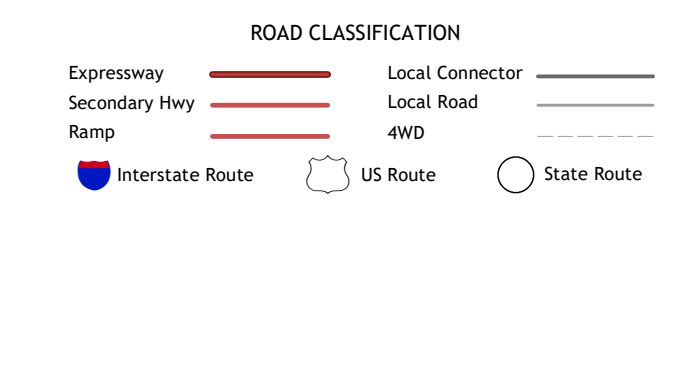 ROAD CLASSIFICATION
Expressway
Local Connector
Secondary Hwy
Local Road
Ramp
4WD
Interstate Route
US Route
State Route